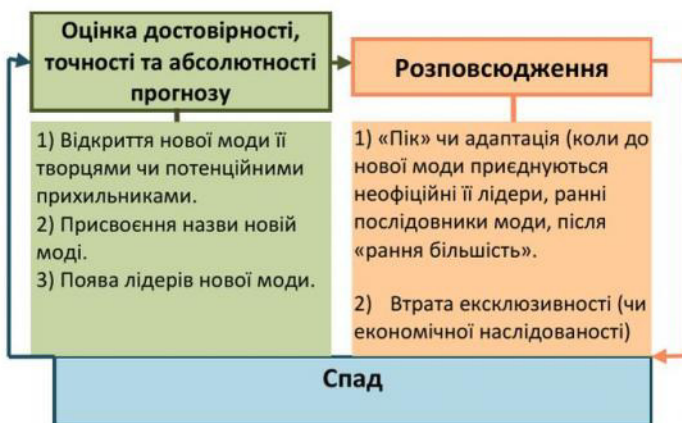 Оцінка достовірності,
точності та абсолютності
прогнозу
1) Відкриття нової моди її
творцями чи потенційними
прихильниками.
2) Присвоєння назви новій
моді.
3) Поява лідерів нової моди.
Розповсюдження
1) «Пік» чи адаптація (коли до
нової моди приєднуються
неофіційні її лідери, ранні
послідовники моди, після
«рання більшість».
2) Втрата ексклюзивності (чи
економічної наслідованості)
Спад